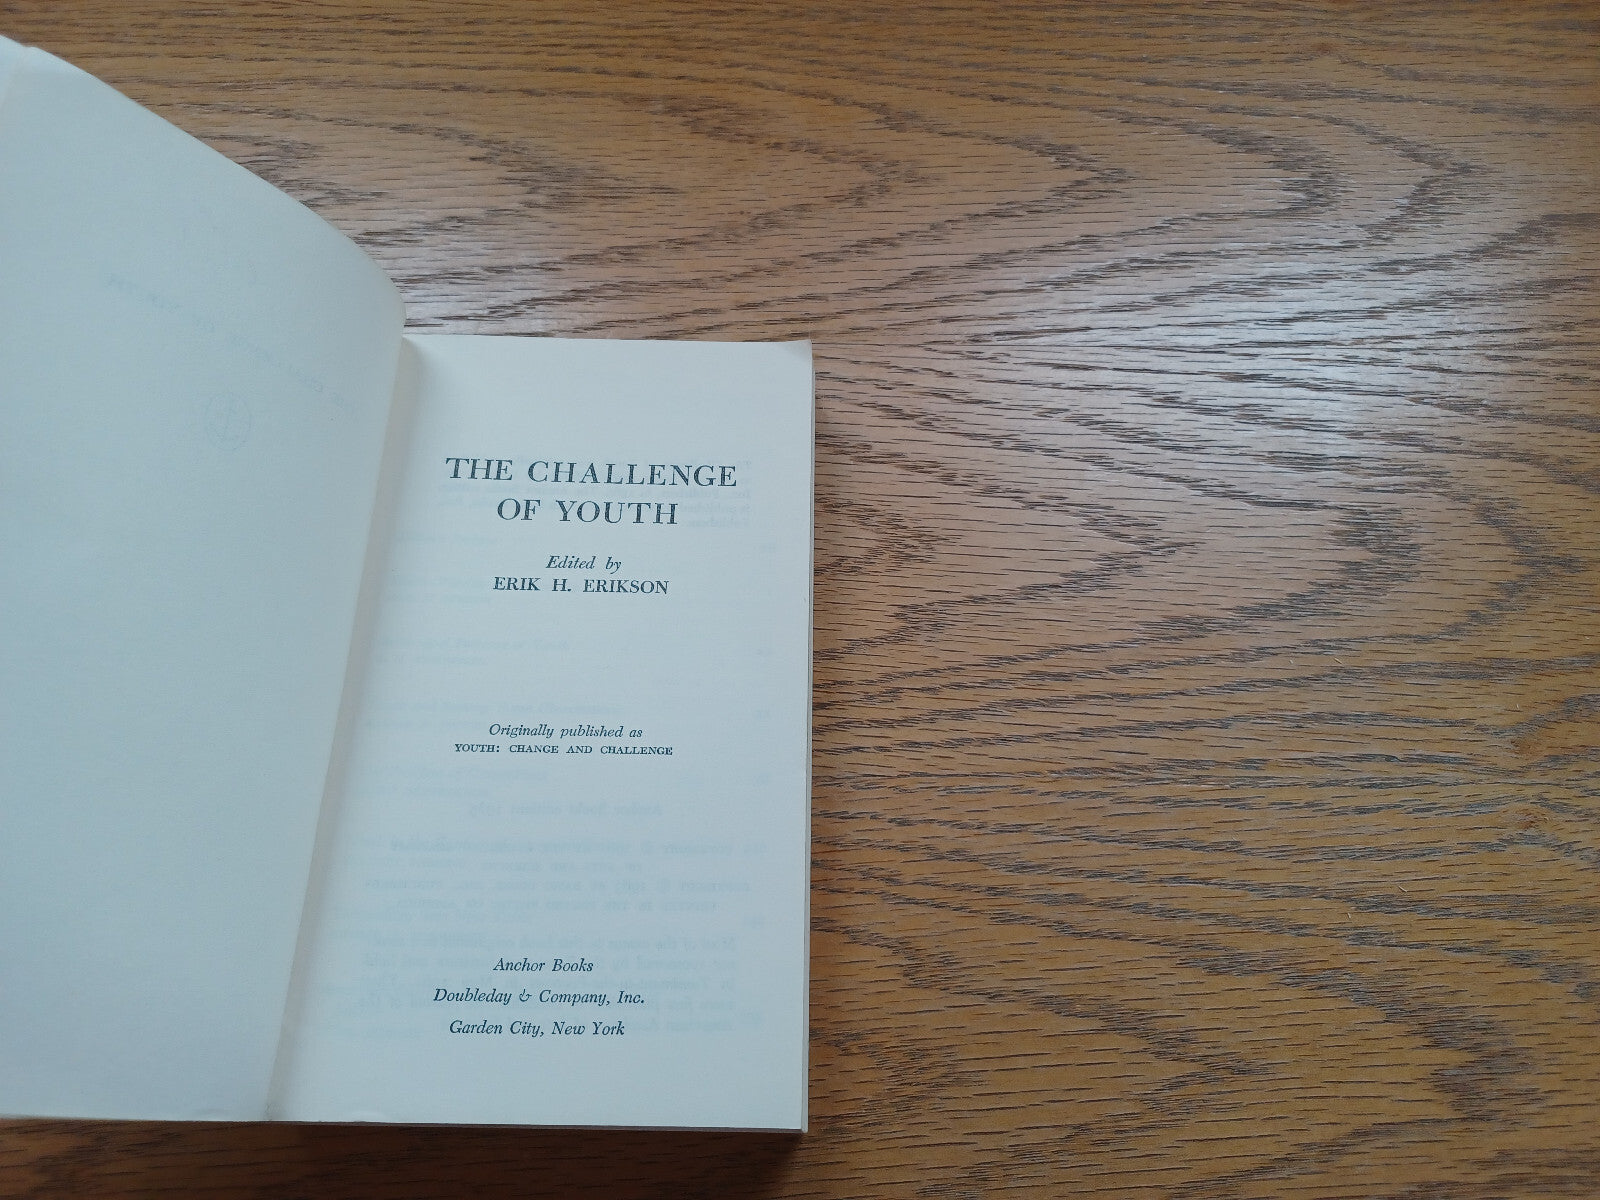 THE CHALLENGE
OF YOUTH
Edited by
ERIK H. ERIKSON
Originally published as
YOUTH: CHANGE AND CHALLENGE
Anchor Books
Doubleday & Company, Inc.
Garden City, New York